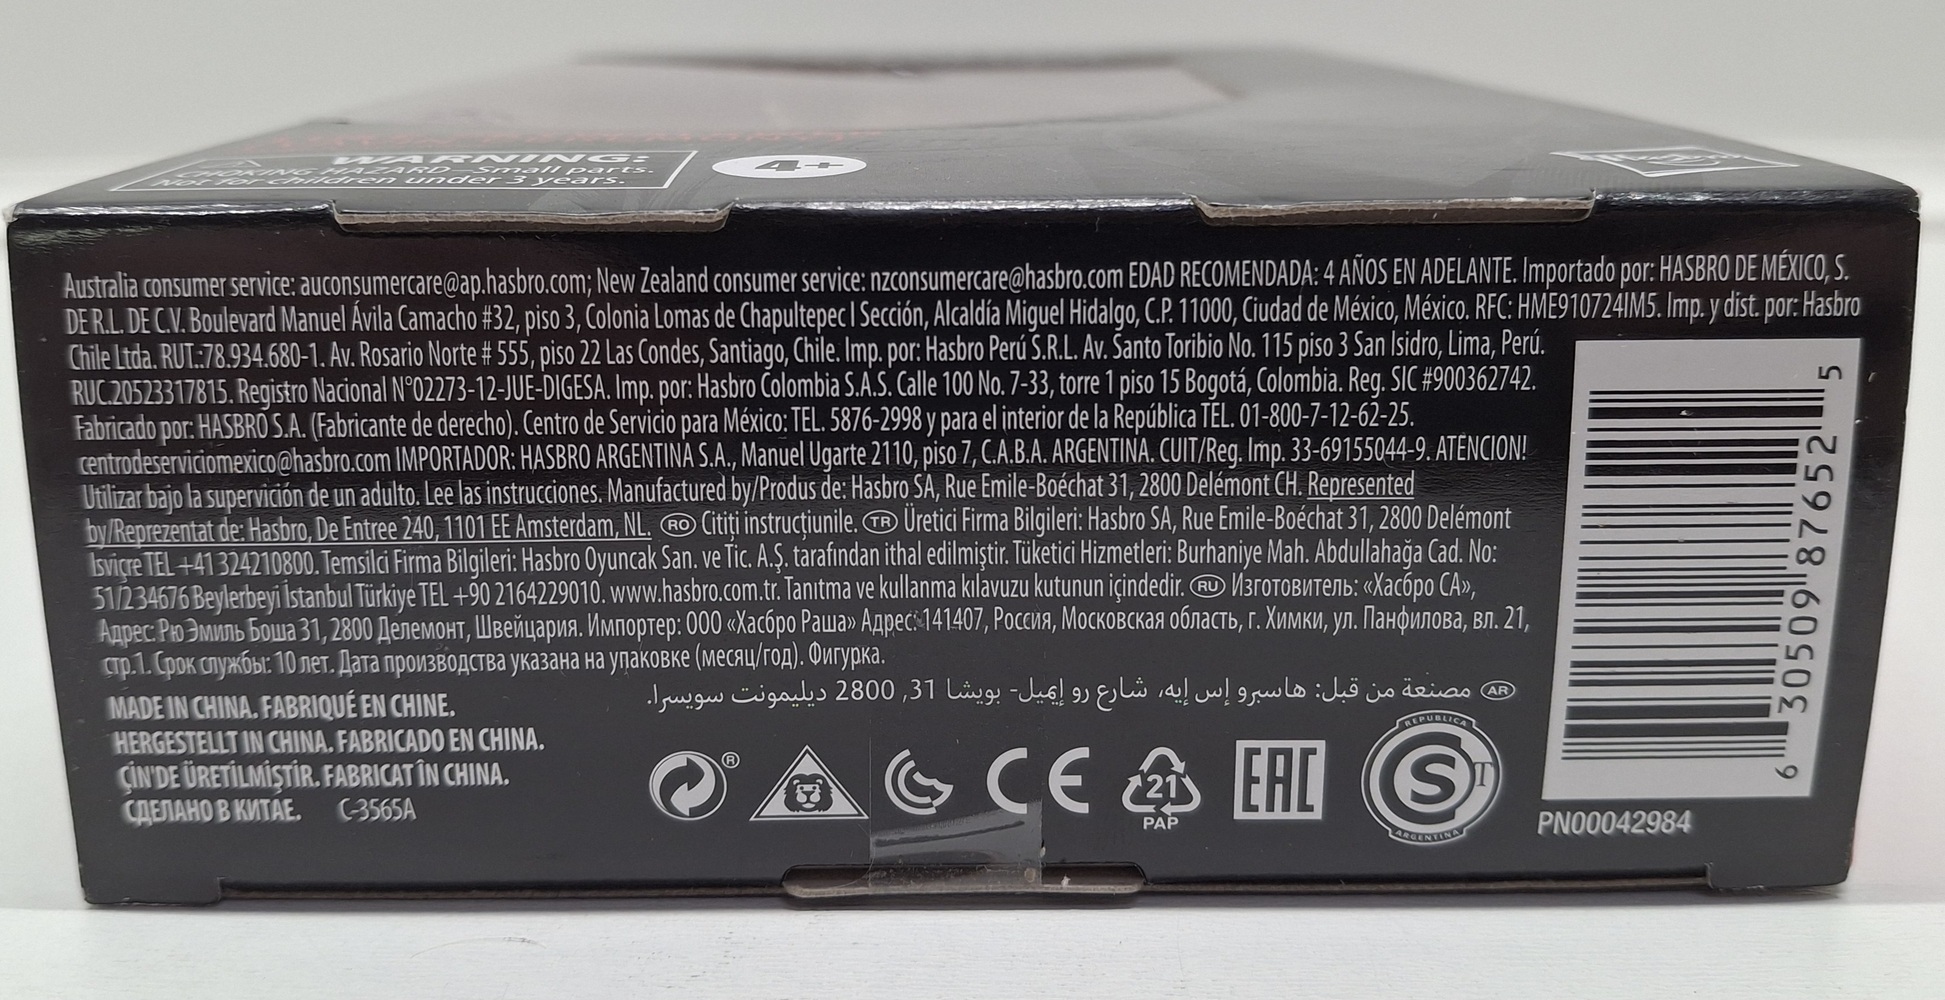 WARNING:
CHOKING HAZARD—Small parts.
Not for children under 3 years.
4+
Australia consumer service: auconsumercare@ap.hasbro.com; New Zealand consumer service: nzconsumercare@hasbro.com EDAD RECOMENDADA: 4 AÑOS EN ADELANTE. Importado por: HASBRO DE MÉXICO, S.
DE R.L. DE C.V. Boulevard Manuel Ávila Camacho #32, piso 3, Colonia Lomas de Chapultepec I Sección, Alcaldía Miguel Hidalgo, C.P. 11000, Ciudad de México, México. RFC: HME910724IM5. Imp. y dist. por: Hasbro
Chile Ltda. RUT.:78.934.680-1. Av. Rosario Norte # 555, piso 22 Las Condes, Santiago, Chile. Imp. por: Hasbro Perú S.R.L. Av. Santo Toribio No. 115 piso 3 San Isidro, Lima, Perú.
RUC.20523317815. Registro Nacional N°02273-12-JUE-DIGESA. Imp. por: Hasbro Colombia S.A.S. Calle 100 No. 7-33, torre 1 piso 15 Bogotá, Colombia. Reg. SIC #900362742.
Fabricado por: HASBRO S.A. (Fabricante de derecho). Centro de Servicio para México: TEL. 5876-2998 y para el interior de la República TEL. 01-800-7-12-62-25.
centrodeserviciomexico@hasbro.com IMPORTADOR: HASBRO ARGENTINA S.A., Manuel Ugarte 2110, piso 7, C.A.B.A. ARGENTINA. CUIT/Reg. Imp. 33-69155044-9. ATENCION!
Utilizar bajo la supervición de un adulto. Lee las instrucciones. Manufactured by/Produs de: Hasbro SA, Rue Emile-Boéchat 31, 2800 Delémont CH. Represented
by/Reprezentat de: Hasbro, De Entree 240, 1101 EE Amsterdam, NL. RO Citiți instrucțiunile. TR Üretici Firma Bilgileri: Hasbro SA, Rue Emile-Boéchat 31, 2800 Delémont
İsviçre TEL +41 324210800. Temsilci Firma Bilgileri: Hasbro Oyuncak San. ve Tic. A.Ş. tarafından ithal edilmiştir. Tüketici Hizmetleri: Burhaniye Mah. Abdullahağa Cad. No:
51/2 34676 Beylerbeyi İstanbul Türkiye TEL +90 2164229010. www.hasbro.com.tr. Tanıtma ve kullanma kılavuzu kutunun içindedir. RU Изготовитель: «Хасбро СА»,
Адрес: Рю Эмиль Боша 31, 2800 Делемонт, Швейцария. Импортер: ООО «Хасбро Раша» Адрес: 141407, Россия, Московская область, г. Химки, ул. Панфилова, вл. 21,
стр.1. Срок службы: 10 лет. Дата производства указана на упаковке (месяц/год). Фигурка.
AR مصنعة من قبل: هاسبرو إس إيه، شارع رو إيميل- بويشا 31, 2800 ديليمونت سويسرا.
MADE IN CHINA. FABRIQUÉ EN CHINE.
HERGESTELLT IN CHINA. FABRICADO EN CHINA.
ÇİN'DE ÜRETİLMİŞTİR. FABRICAT ÎN CHINA.
СДЕЛАНО В КИТАЕ. C-3565A
® CE 21 PAP EAC
REPUBLICA S T ARGENTINA
6 30509 87652 5
PN00042984